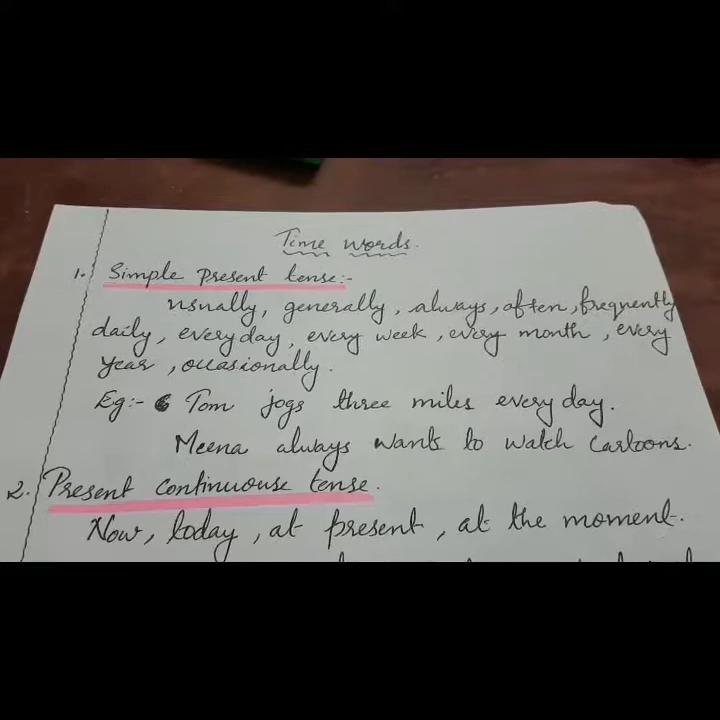 Time words.
1. Simple present tense:-
usually, generally, always, often, frequently
daily, everyday, every week, every month, every
year, occasionally.
Eg:- Tom jogs three miles everyday.
Meena always wants to watch cartoons.
2. Present continuouse tense.
Now, today, at present, at the moment.